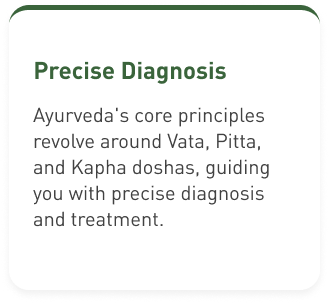 Precise Diagnosis
Ayurveda's core principles
revolve around Vata, Pitta,
and Kapha doshas, guiding
you with precise diagnosis
and treatment.